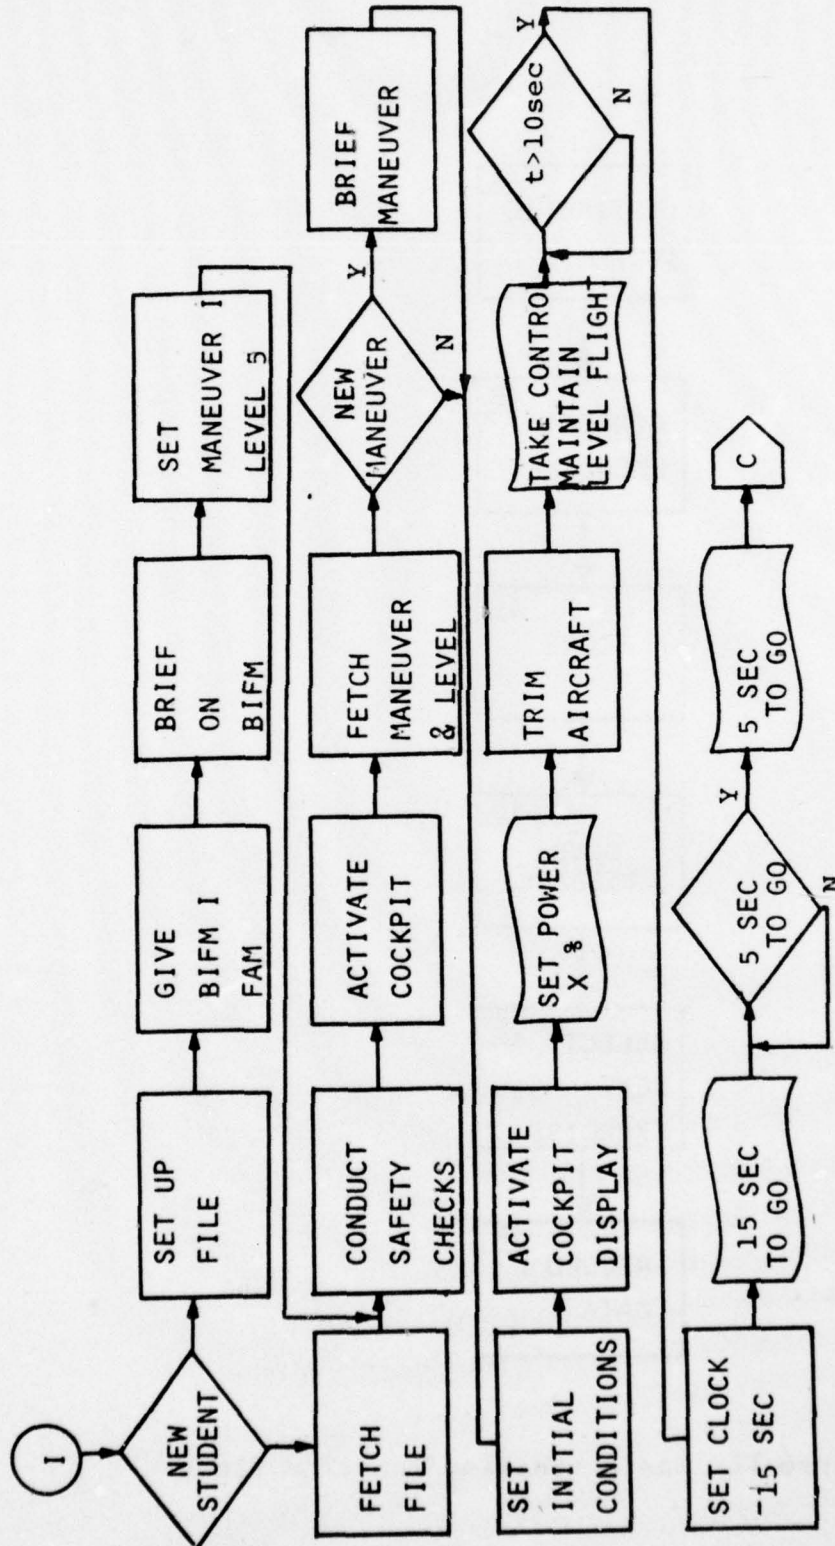 I
NEW
STUDENT
SET UP
FILE
GIVE
BIFM I
FAM
BRIEF
ON
BIFM
SET
MANEUVER I
LEVEL 5
FETCH
FILE
CONDUCT
SAFETY
CHECKS
ACTIVATE
COCKPIT
FETCH
MANEUVER
& LEVEL
NEW
MANEUVER
Y
N
BRIEF
MANEUVER
SET
INITIAL
CONDITIONS
ACTIVATE
COCKPIT
DISPLAY
SET POWER
X %
TRIM
AIRCRAFT
TAKE CONTROL
MAINTAIN
LEVEL FLIGHT
t>10sec
Y
N
SET CLOCK
-15 SEC
15 SEC
TO GO
5 SEC
TO GO
Y
N
5 SEC
TO GO
C